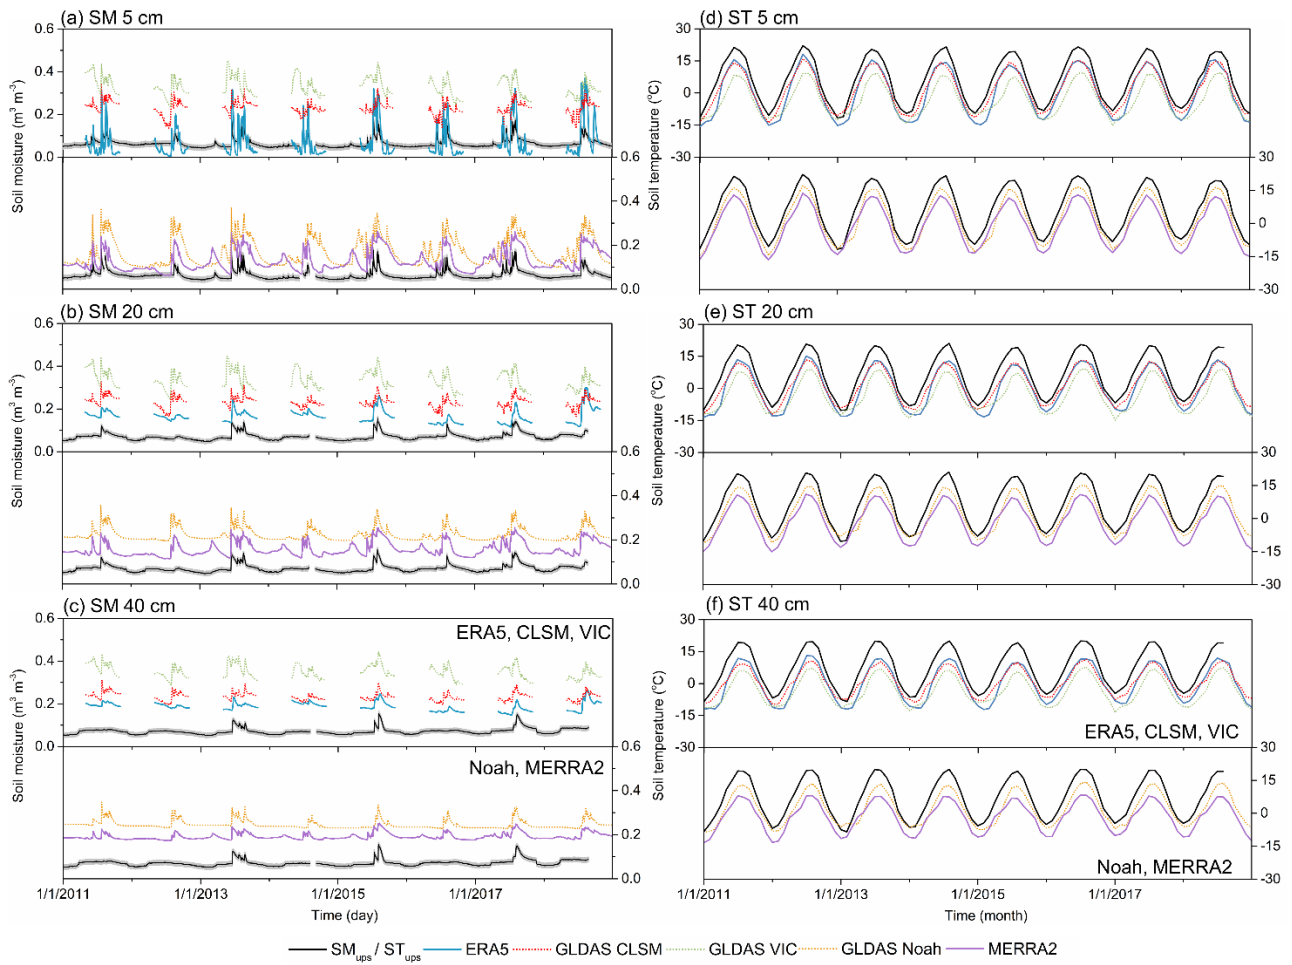 (a) SM 5 cm
0.6
0.4
0.2
0.0
Soil moisture (m³ m⁻³)
0.6
0.4
0.2
0.0
(b) SM 20 cm
0.6
0.4
0.2
0.0
Soil moisture (m³ m⁻³)
0.6
0.4
0.2
0.0
(c) SM 40 cm
0.6
ERA5, CLSM, VIC
0.4
0.2
0.0
Soil moisture (m³ m⁻³)
0.6
Noah, MERRA2
0.4
0.2
0.0
1/1/2011 1/1/2013 1/1/2015 1/1/2017
Time (day)
(d) ST 5 cm
30
15
0
-15
-30
Soil temperature (°C)
30
15
0
-15
-30
(e) ST 20 cm
30
15
0
-15
-30
Soil temperature (°C)
30
15
0
-15
-30
(f) ST 40 cm
30
15
0
-15
ERA5, CLSM, VIC
-30
Soil temperature (°C)
30
15
0
-15
Noah, MERRA2
-30
1/1/2011 1/1/2013 1/1/2015 1/1/2017
Time (month)
SMups / STups ERA5 GLDAS CLSM GLDAS VIC GLDAS Noah MERRA2